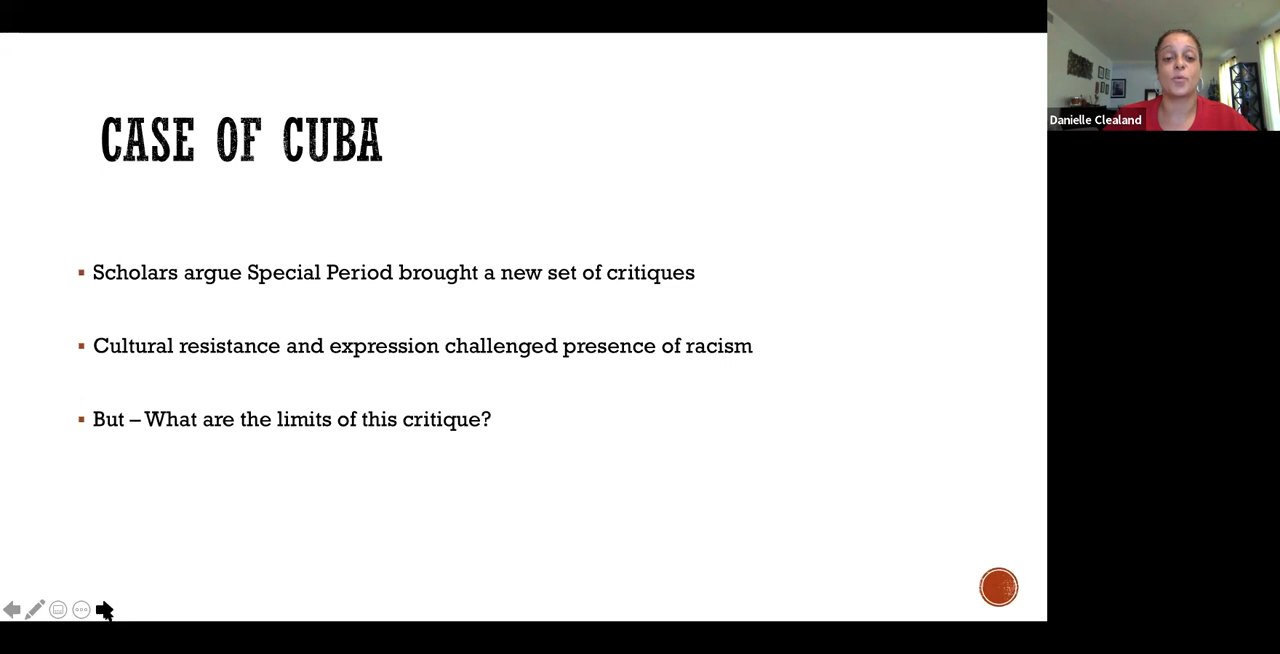 CASE OF CUBA
Scholars argue Special Period brought a new set of critiques
Cultural resistance and expression challenged presence of racism
But – What are the limits of this critique?
Danielle Clealand